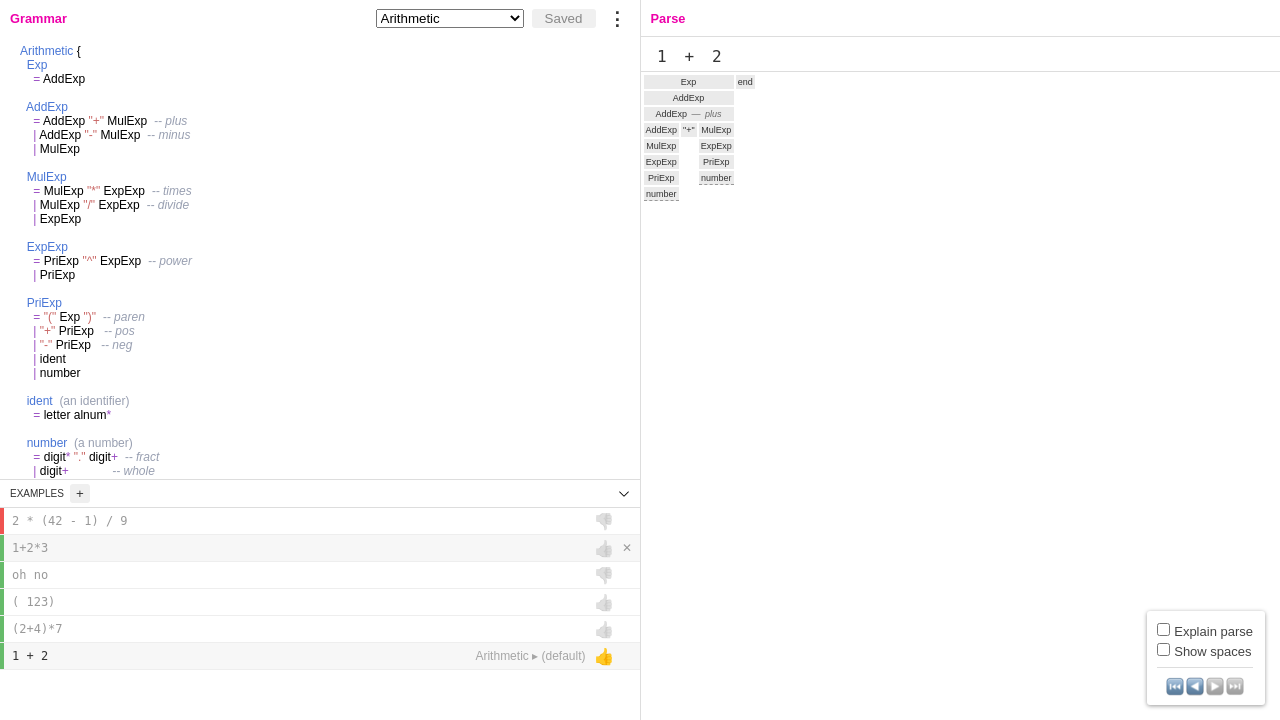 Grammar
Arithmetic
Saved
Arithmetic {
Exp
= AddExp
AddExp
= AddExp "+" MulExp -- plus
| AddExp "-" MulExp -- minus
| MulExp
MulExp
= MulExp "*" ExpExp -- times
| MulExp "/" ExpExp -- divide
| ExpExp
ExpExp
= PriExp "^" ExpExp -- power
| PriExp
PriExp
= "(" Exp ")" -- paren
| "+" PriExp -- pos
| "-" PriExp -- neg
| ident
| number
ident (an identifier)
= letter alnum*
number (a number)
= digit* "." digit+ -- fract
| digit+ -- whole
EXAMPLES +
2 * (42 - 1) / 9
1+2*3
oh no
( 123)
(2+4)*7
1 + 2 Arithmetic ▸ (default)
Parse
1 + 2
Exp end
AddExp
AddExp — plus
AddExp "+" MulExp
MulExp ExpExp
ExpExp PriExp
PriExp number
number
Explain parse
Show spaces